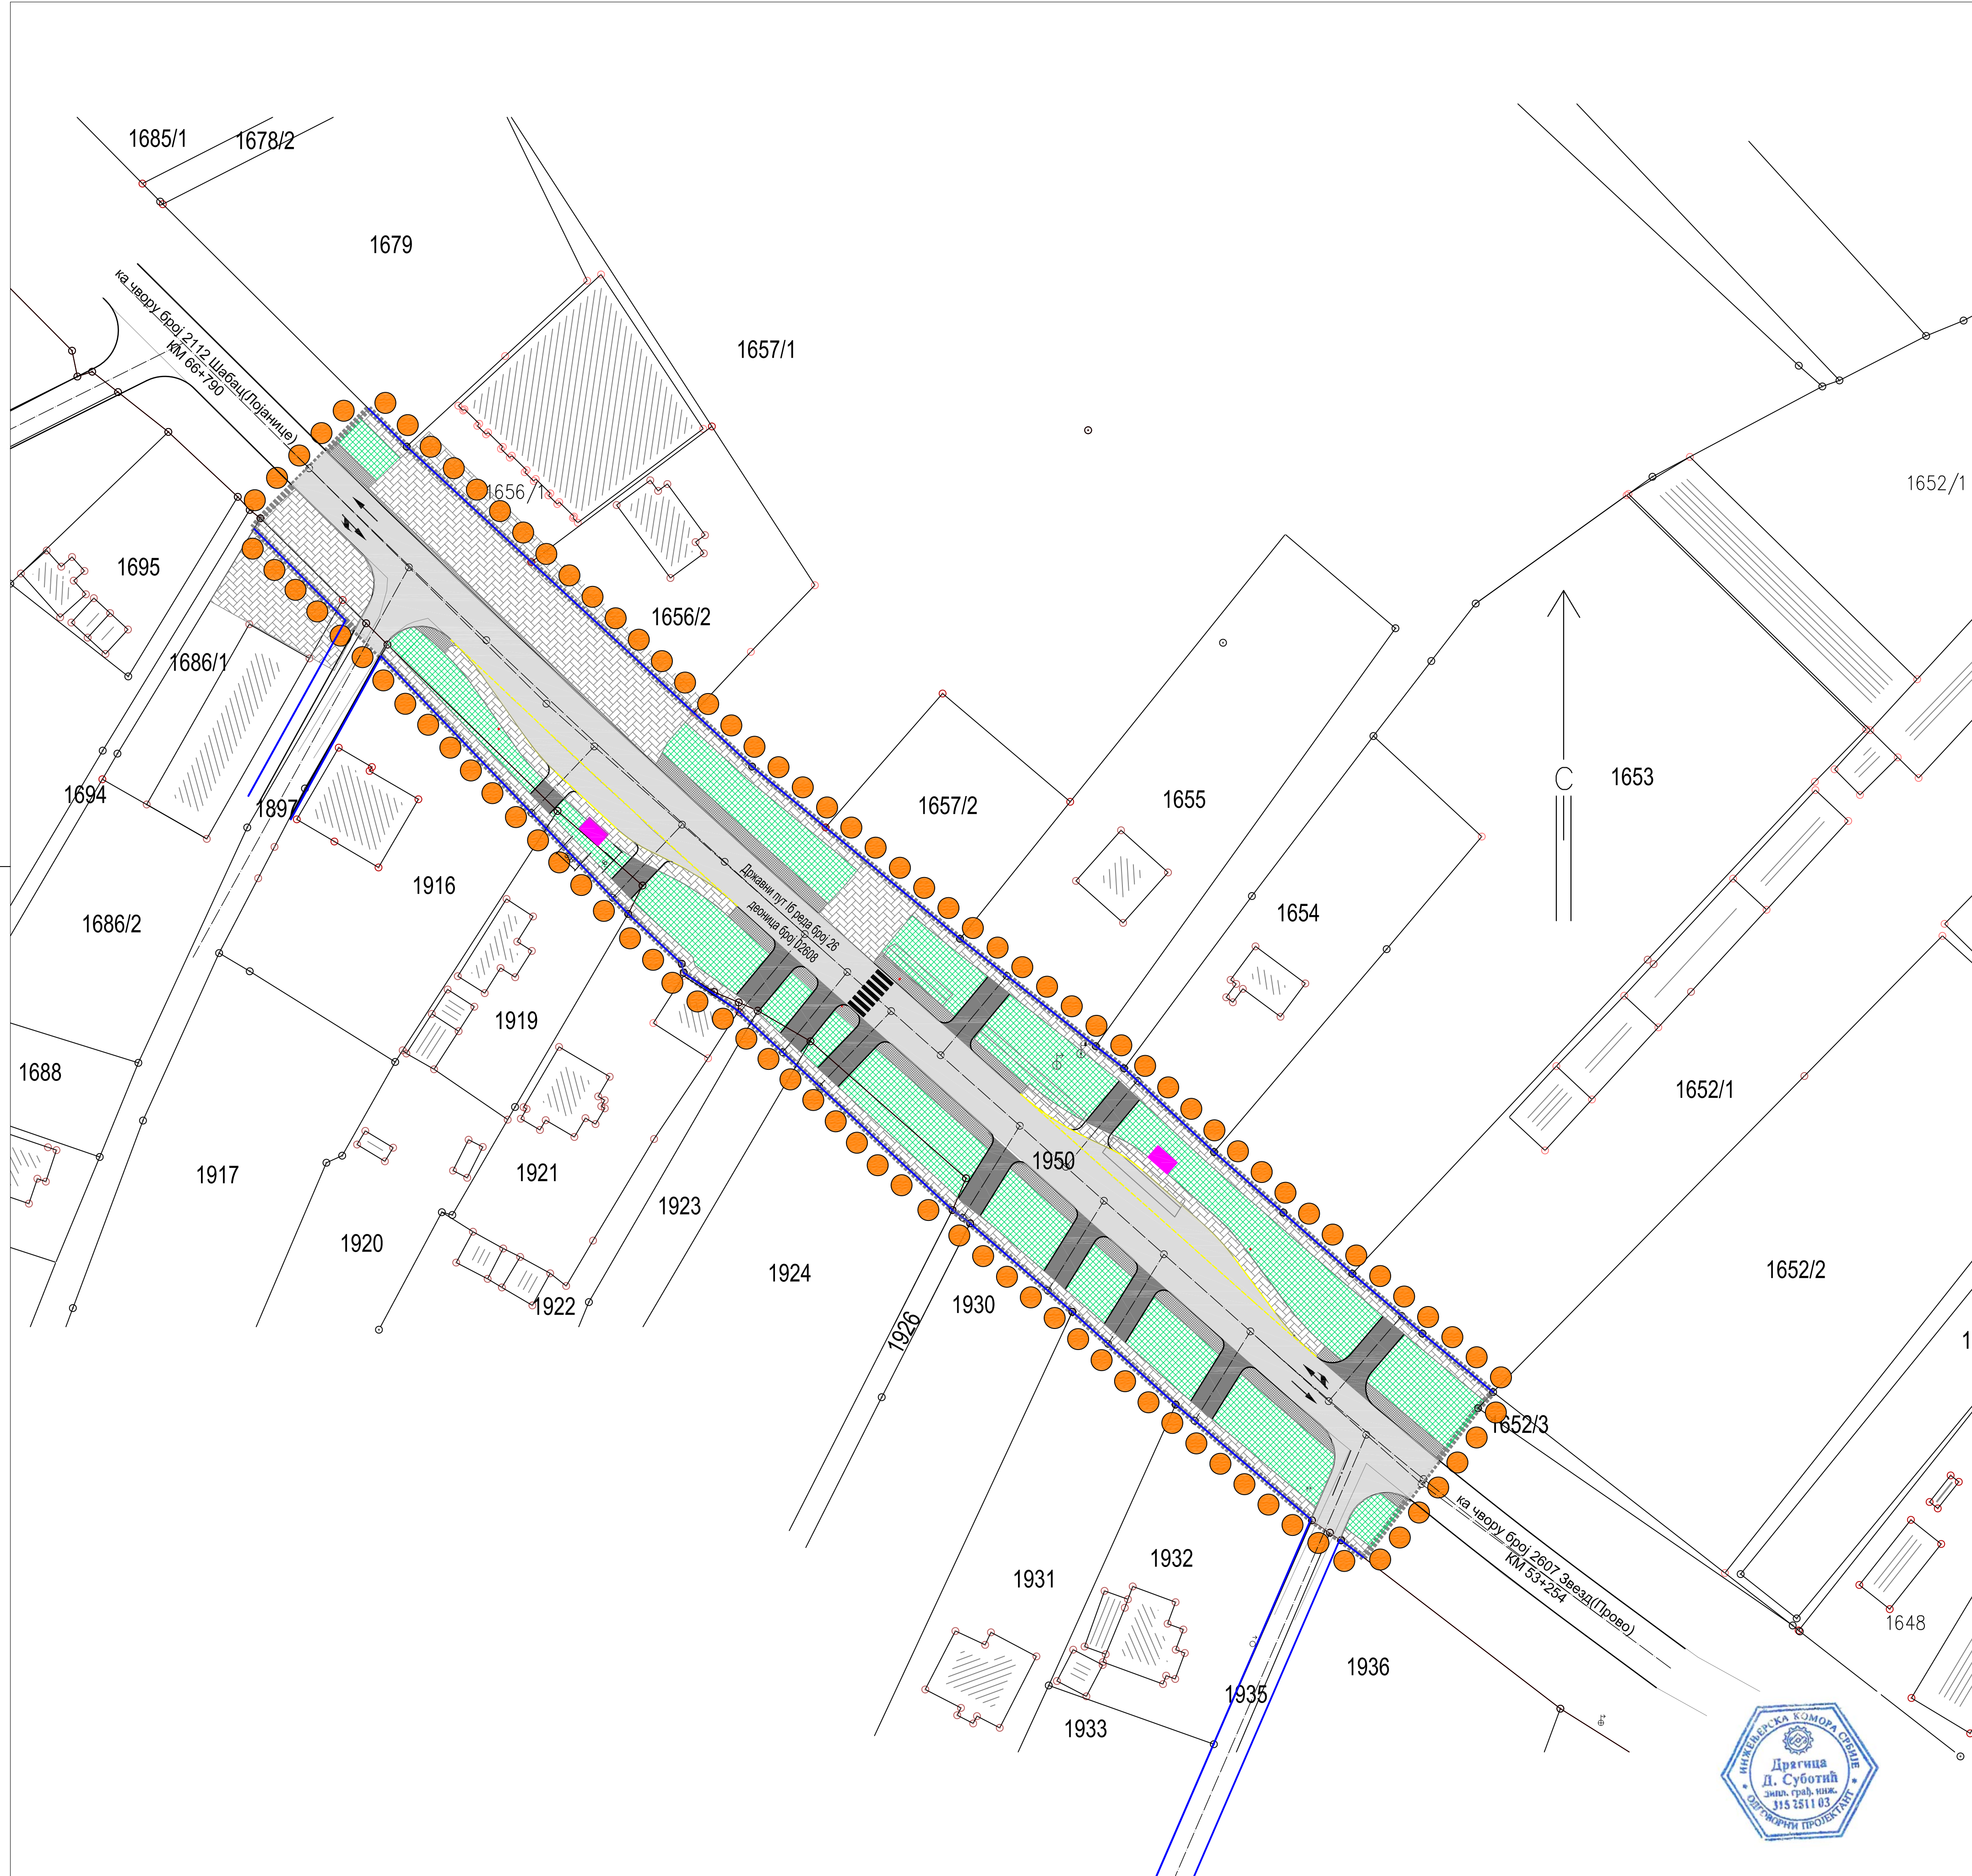 1685/1
1678/2
1679
1657/1
ка чвору број 2112 Шабац(Лојанице)
КМ 66+790
1656/1
1652/1
1695
1656/2
1686/1
С
1653
1694
1897
1657/2
1655
1916
1654
1686/2
Државни пут Iб реда број 26
деоница број 02608
1919
1688
1652/1
1950
1917
1921
1923
1920
1924
1652/2
1922
1930
1926
1
1652/3
ка чвору број 2607 Звезд(Прово)
КМ 53+254
1932
1931
1648
1936
1935
1933
ИНЖЕЊЕРСКА КОМОРА СРБИЈЕ
Драгица
Д. Суботић
дипл. грађ. инж.
315 2511 03
ОДГОВОРНИ ПРОЈЕКТАНТ